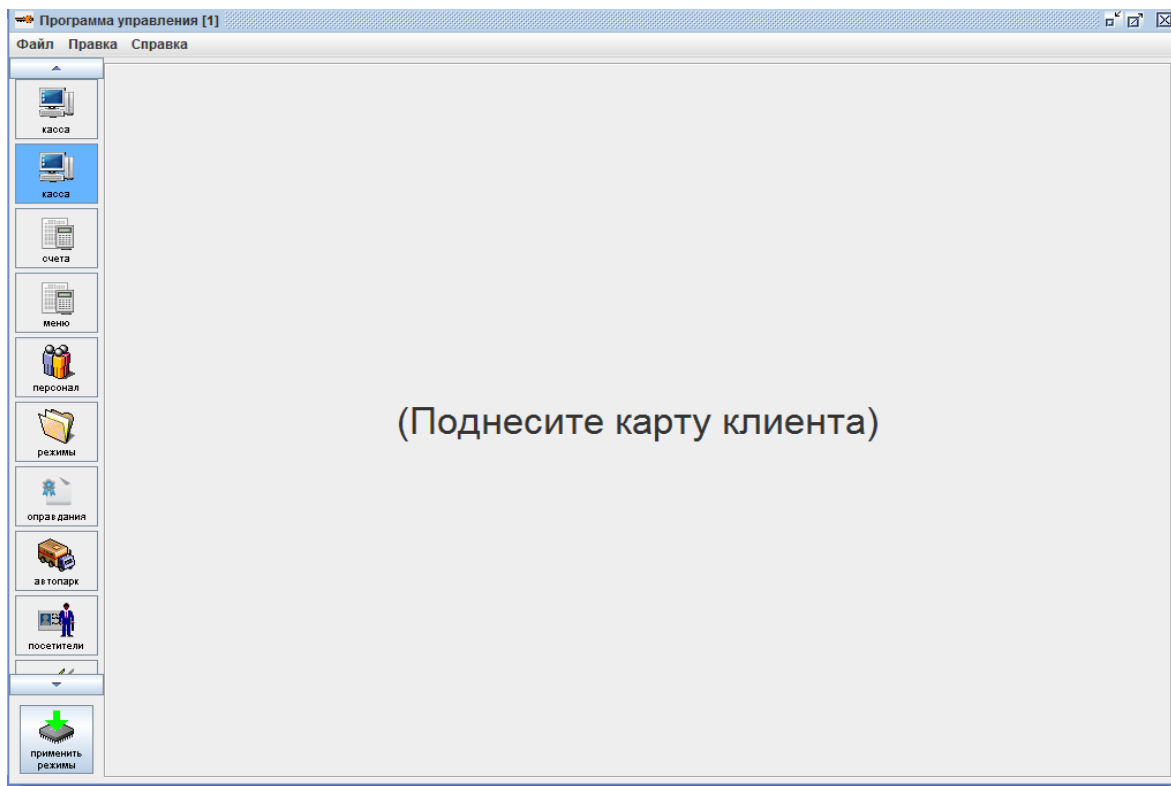 Программа управления [1]
Файл Правка Справка
касса
касса
счета
меню
персонал
режимы
оправдания
автопарк
посетители
(Поднесите карту клиента)
применить
режимы